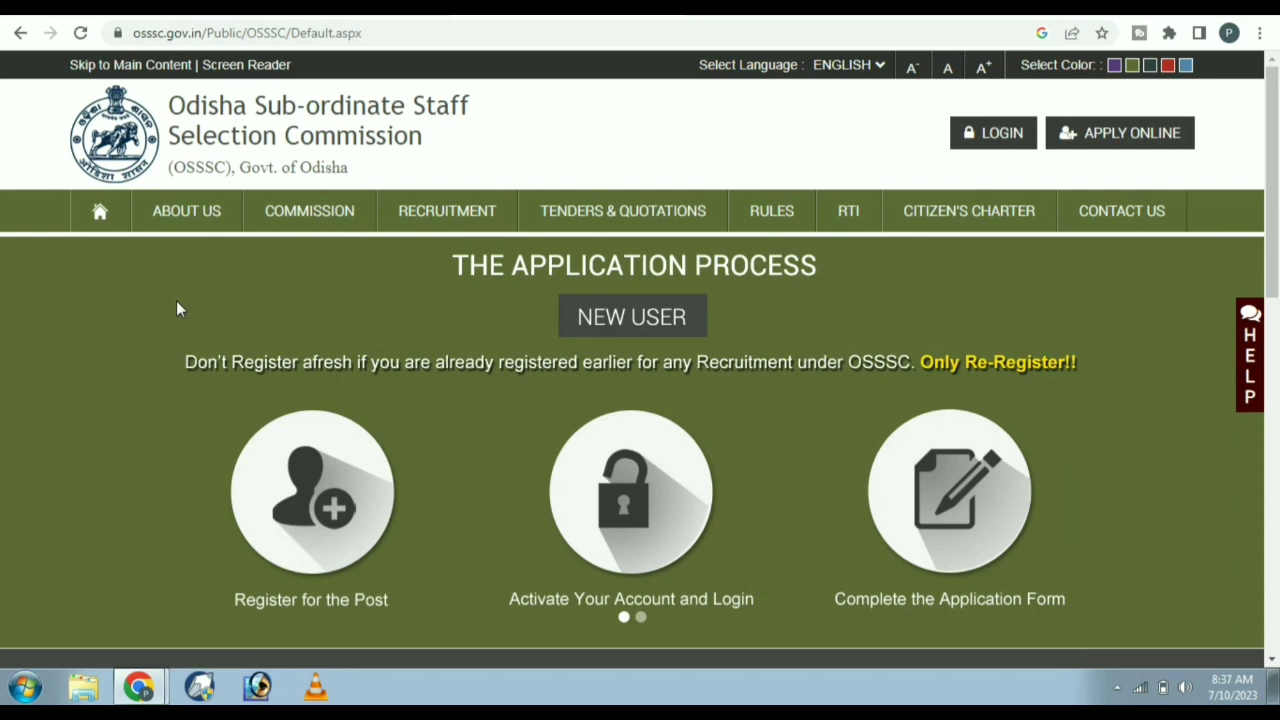 osssc.gov.in/Public/OSSSC/Default.aspx
P
Skip to Main Content | Screen Reader
Select Language : ENGLISH
A-
A
A+
Select Color: :
Odisha Sub-ordinate Staff
Selection Commission
(OSSSC), Govt. of Odisha
LOGIN
APPLY ONLINE
ABOUT US
COMMISSION
RECRUITMENT
TENDERS & QUOTATIONS
RULES
RTI
CITIZEN'S CHARTER
CONTACT US
THE APPLICATION PROCESS
NEW USER
Don't Register afresh if you are already registered earlier for any Recruitment under OSSSC. Only Re-Register!!
HELP
Register for the Post
Activate Your Account and Login
Complete the Application Form
8:37 AM
7/10/2023